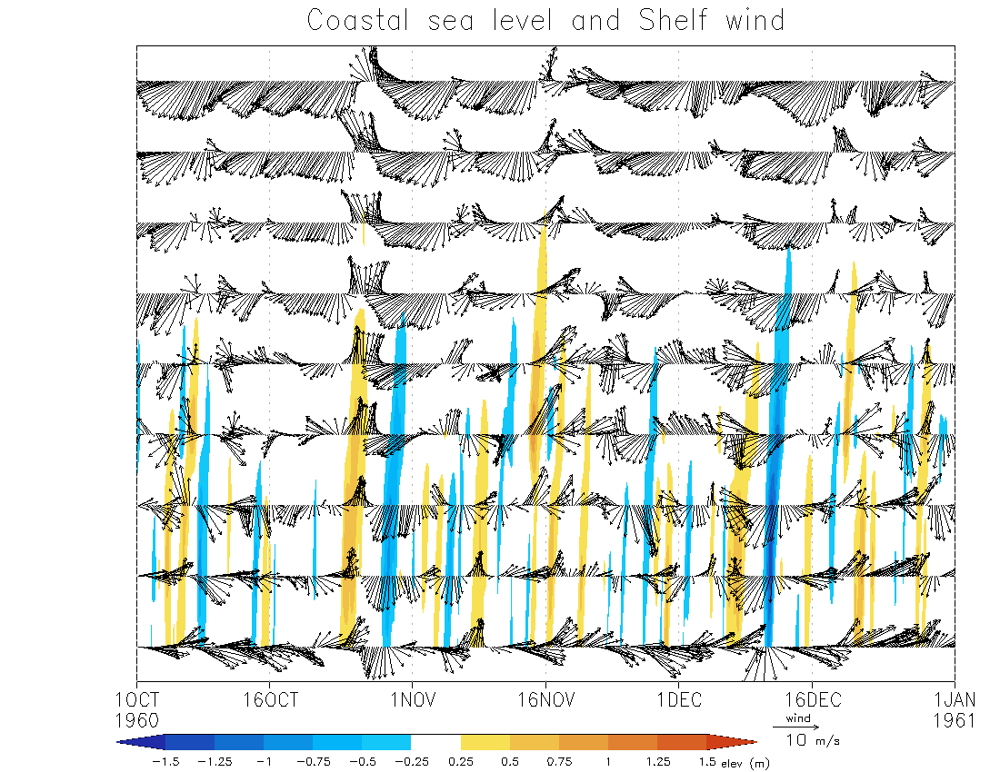 Coastal sea level and Shelf wind
1OCT 16OCT 1NOV 16NOV 1DEC 16DEC 1JAN
1960 1961
wind
10 m/s
-1.5 -1.25 -1 -0.75 -0.5 -0.25 0.25 0.5 0.75 1 1.25 1.5 elev (m)